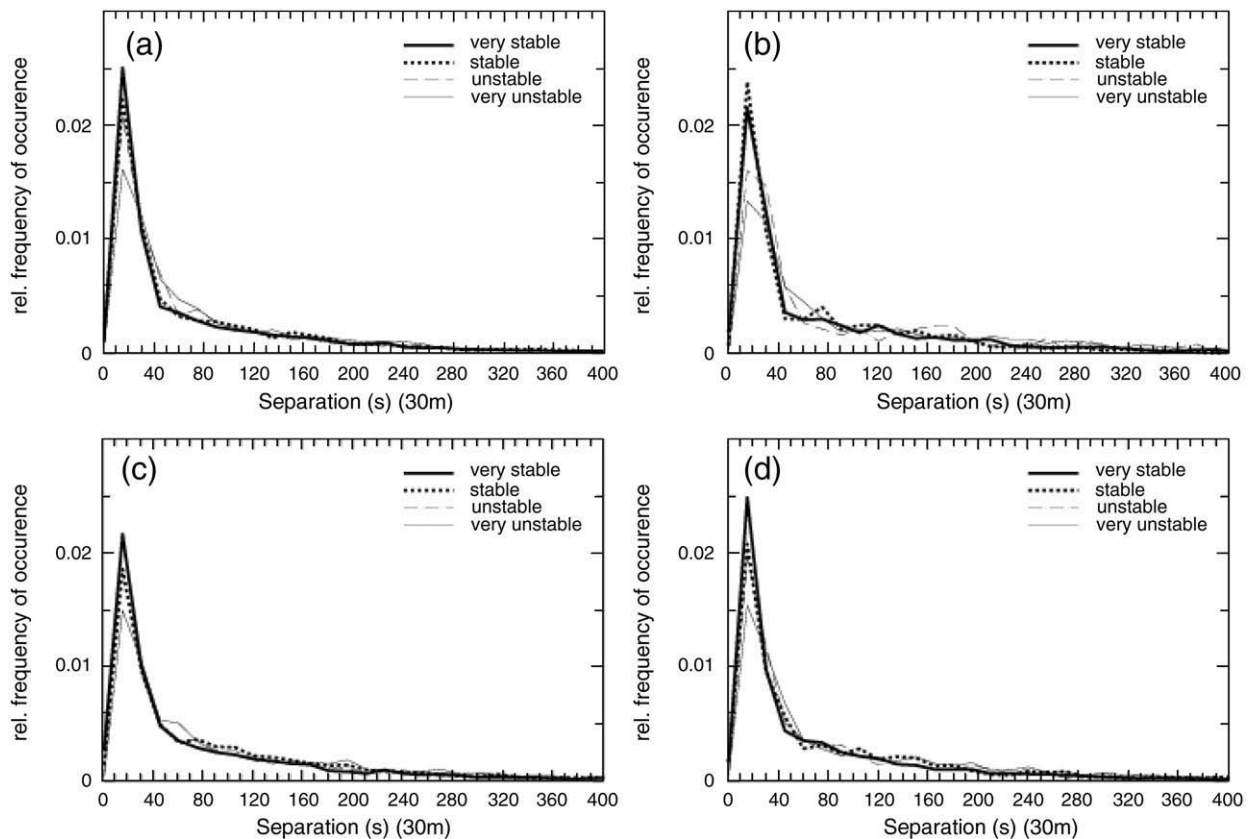 (a)
very stable
stable
unstable
very unstable
rel. frequency of occurence
0.02
0.01
0
0 40 80 120 160 200 240 280 320 360 400
Separation (s) (30m)
(b)
very stable
stable
unstable
very unstable
rel. frequency of occurence
0.02
0.01
0
0 40 80 120 160 200 240 280 320 360 400
Separation (s) (30m)
(c)
very stable
stable
unstable
very unstable
rel. frequency of occurence
0.02
0.01
0
0 40 80 120 160 200 240 280 320 360 400
Separation (s) (30m)
(d)
very stable
stable
unstable
very unstable
rel. frequency of occurence
0.02
0.01
0
0 40 80 120 160 200 240 280 320 360 400
Separation (s) (30m)